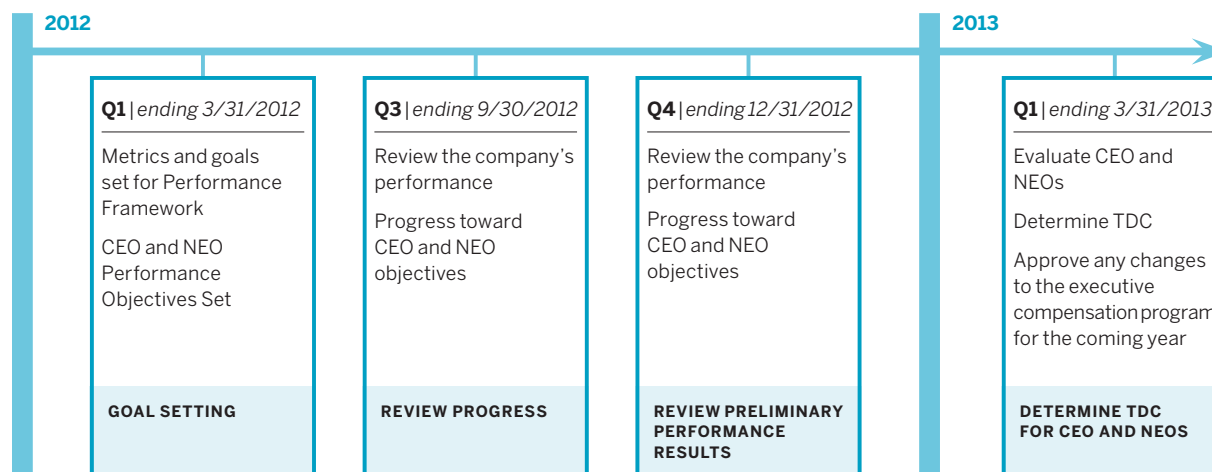 2012
2013
Q1 | ending 3/31/2012
Metrics and goals
set for Performance
Framework
CEO and NEO
Performance
Objectives Set
GOAL SETTING
Q3 | ending 9/30/2012
Review the company's
performance
Progress toward
CEO and NEO
objectives
REVIEW PROGRESS
Q4 | ending 12/31/2012
Review the company's
performance
Progress toward
CEO and NEO
objectives
REVIEW PRELIMINARY
PERFORMANCE
RESULTS
Q1 | ending 3/31/2013
Evaluate CEO and
NEOs
Determine TDC
Approve any changes
to the executive
compensation program
for the coming year
DETERMINE TDC
FOR CEO AND NEOS